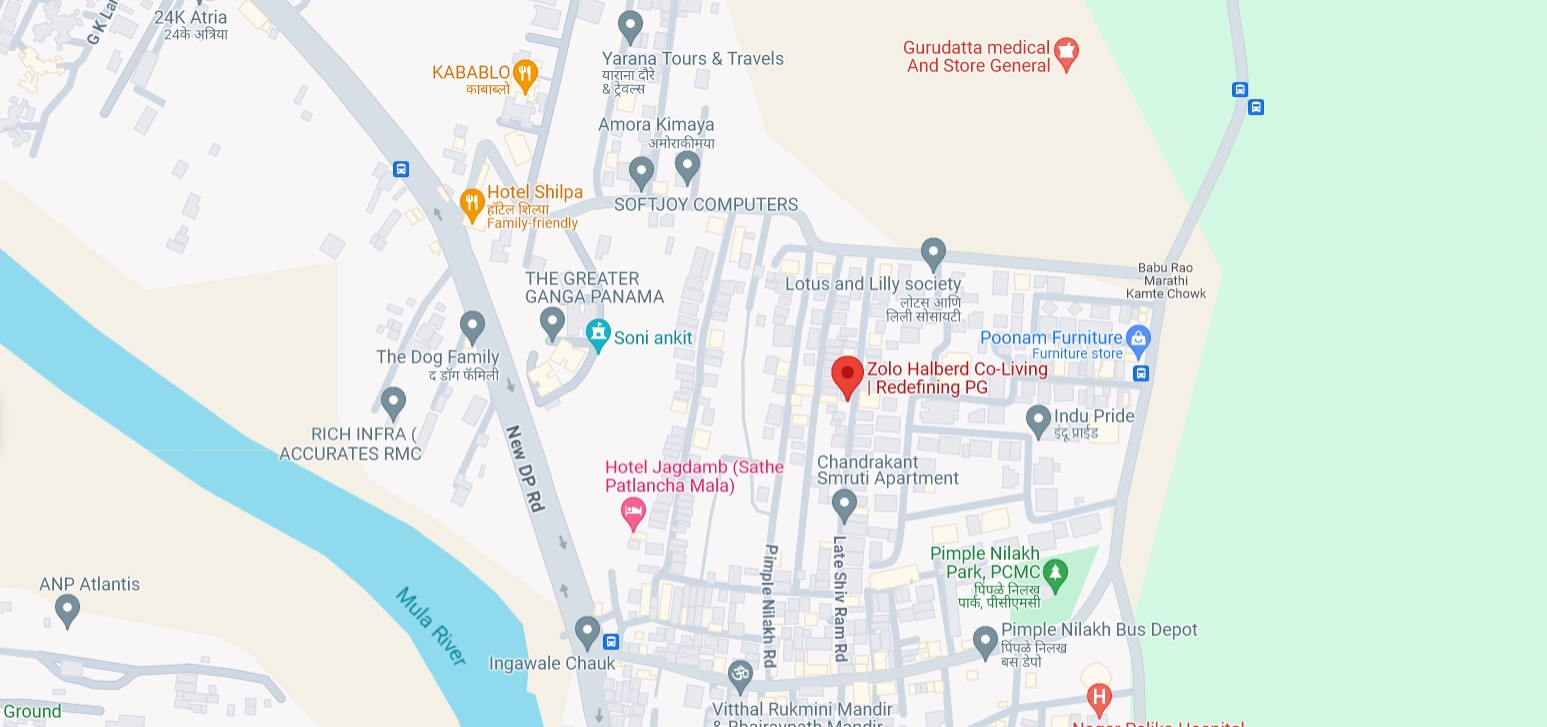 24K Atria
24के अत्रिया
KABABLO
काबाब्लो
Yarana Tours & Travels
याराना दौरे
& ट्रेवल्स
Gurudatta medical
And Store General
Amora Kimaya
अमोराकीमया
Hotel Shilpa
हॉटेल शिल्पा
Family-friendly
SOFTJOY COMPUTERS
THE GREATER
GANGA PANAMA
Lotus and Lilly society
लोटस आणि
लिली सोसायटी
Babu Rao
Marathi
Kamte Chowk
Soni ankit
Poonam Furniture
Furniture store
The Dog Family
द डॉग फॅमिली
Zolo Halberd Co-Living
| Redefining PG
Indu Pride
इंदू प्राईड
RICH INFRA (
ACCURATES RMC
New DP Rd
Hotel Jagdamb (Sathe
Patlancha Mala)
Chandrakant
Smruti Apartment
Pimple Nilakh Rd
Late Shiv Ram Rd
Pimple Nilakh
Park, PCMC
पिंपळे निलख
पार्क, पीसीएमसी
ANP Atlantis
Mula River
Ingawale Chauk
Pimple Nilakh Bus Depot
पिंपळे निलख
बस डेपो
Vitthal Rukmini Mandir
& Bhairavnath Mandir
H
Ground